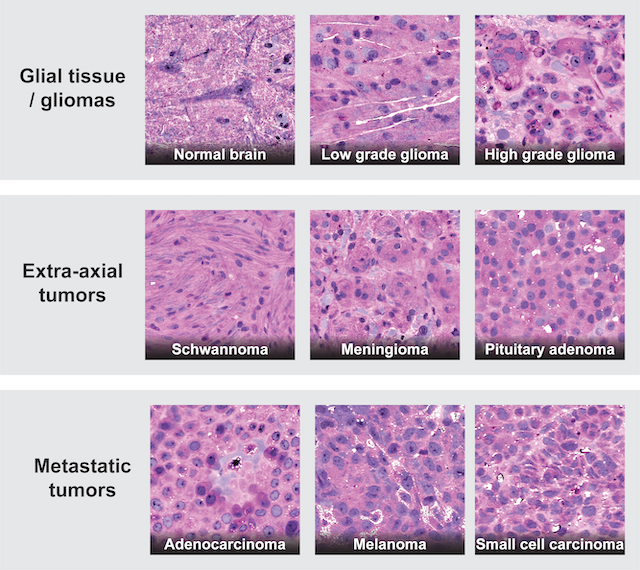 Glial tissue
/ gliomas
Normal brain
Low grade glioma
High grade glioma
Extra-axial
tumors
Schwannoma
Meningioma
Pituitary adenoma
Metastatic
tumors
Adenocarcinoma
Melanoma
Small cell carcinoma